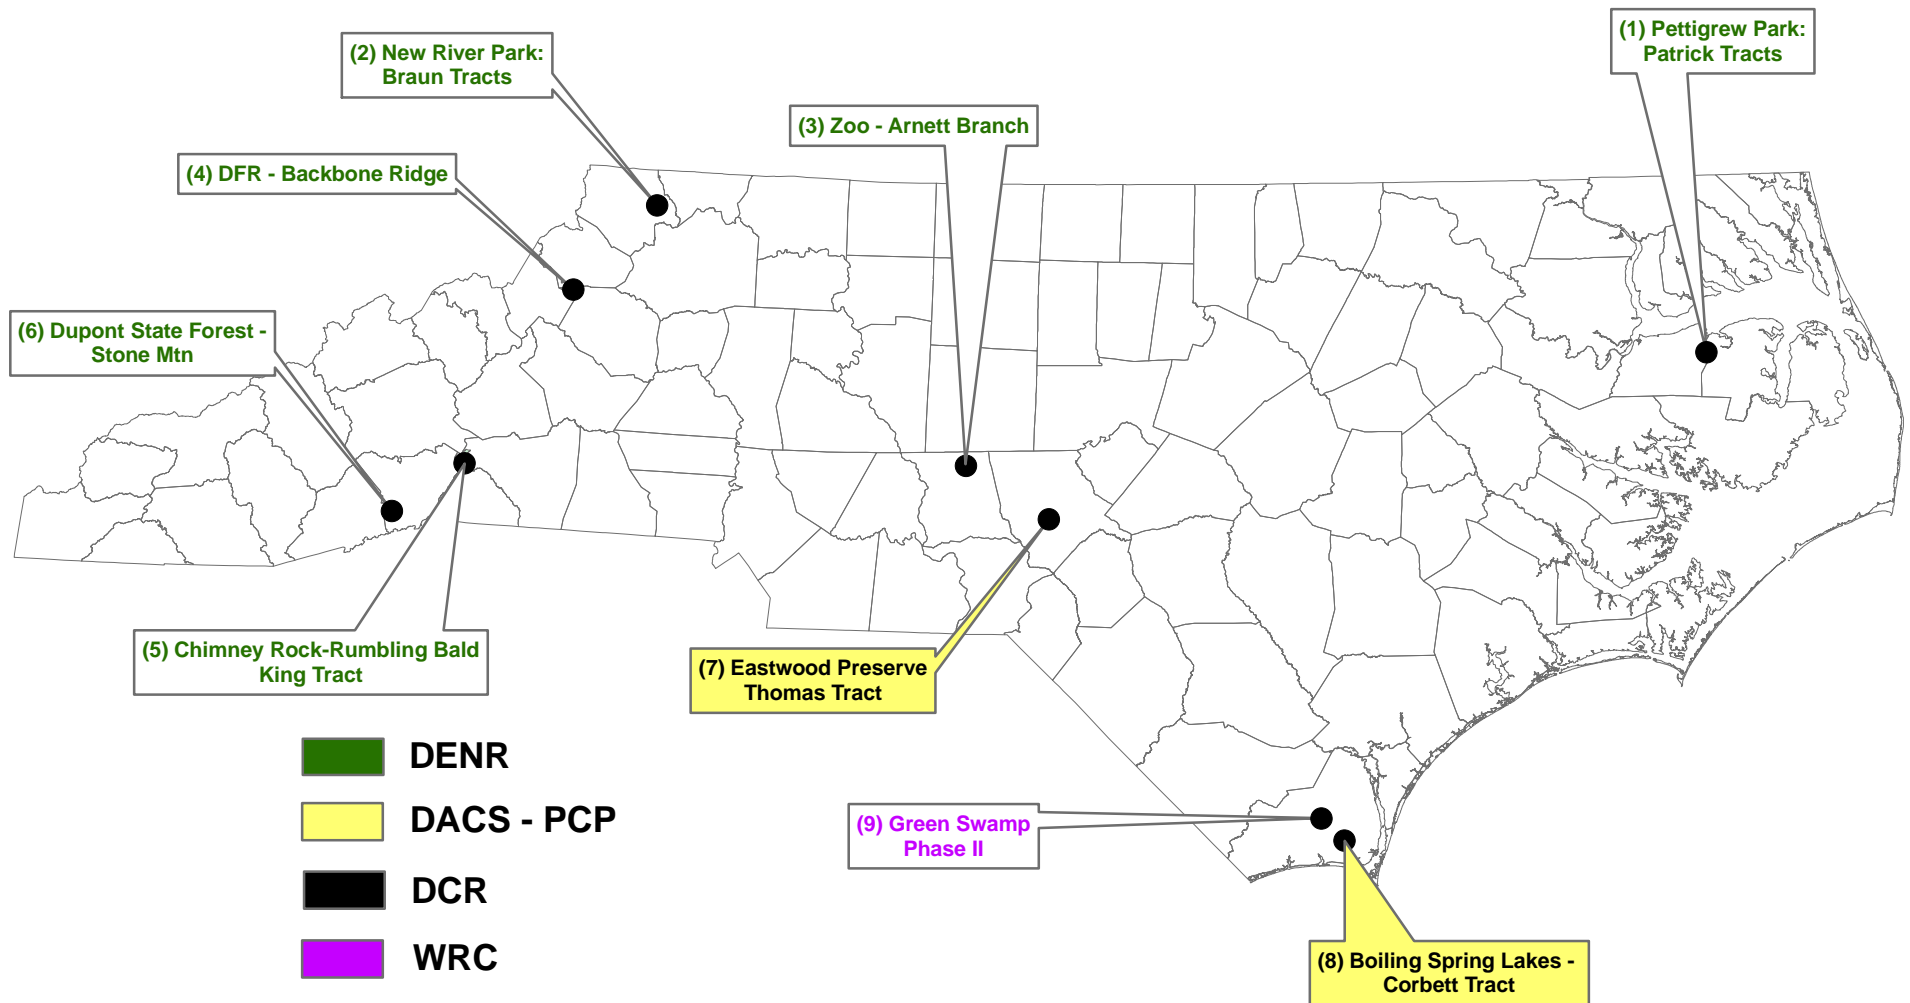 (1) Pettigrew Park:
Patrick Tracts
(2) New River Park:
Braun Tracts
(3) Zoo - Arnett Branch
(4) DFR - Backbone Ridge
(6) Dupont State Forest -
Stone Mtn
(5) Chimney Rock-Rumbling Bald
King Tract
(7) Eastwood Preserve
Thomas Tract
(9) Green Swamp
Phase II
(8) Boiling Spring Lakes -
Corbett Tract
DENR
DACS - PCP
DCR
WRC